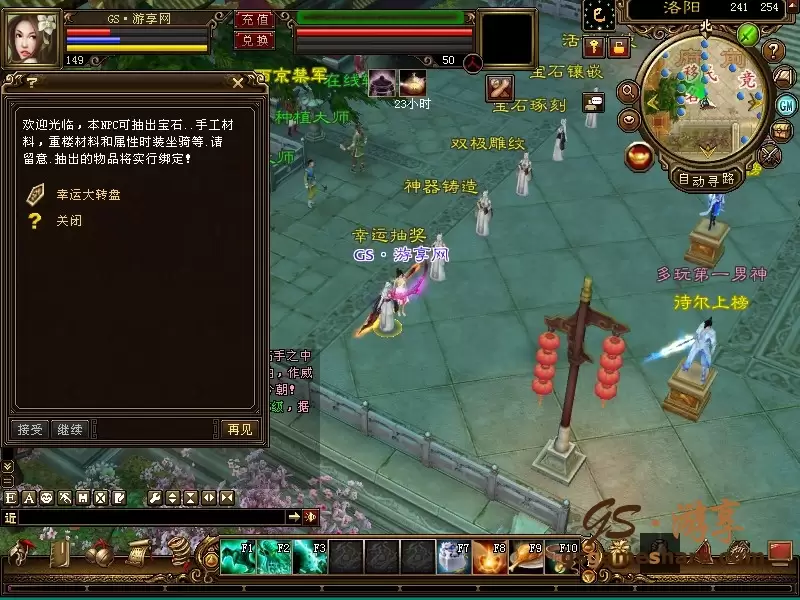 GS·游享网
149
充值
兑换
50
洛阳
241 254
北
自动寻路
GM
23小时
?
欢迎光临，本NPC可抽出宝石..手工材
料，重楼材料和属性时装坐骑等.请
留意.抽出的物品将实行绑定!
幸运大转盘
? 关闭
接受
继续
再见
种植大师
宝石镶嵌
宝石琢刻
双极雕纹
神器铸造
幸运抽奖
GS·游享网
多玩第一男神
待尔上榜
近
F1
F2
F3
F7
F8
F9
F10
GS·游享